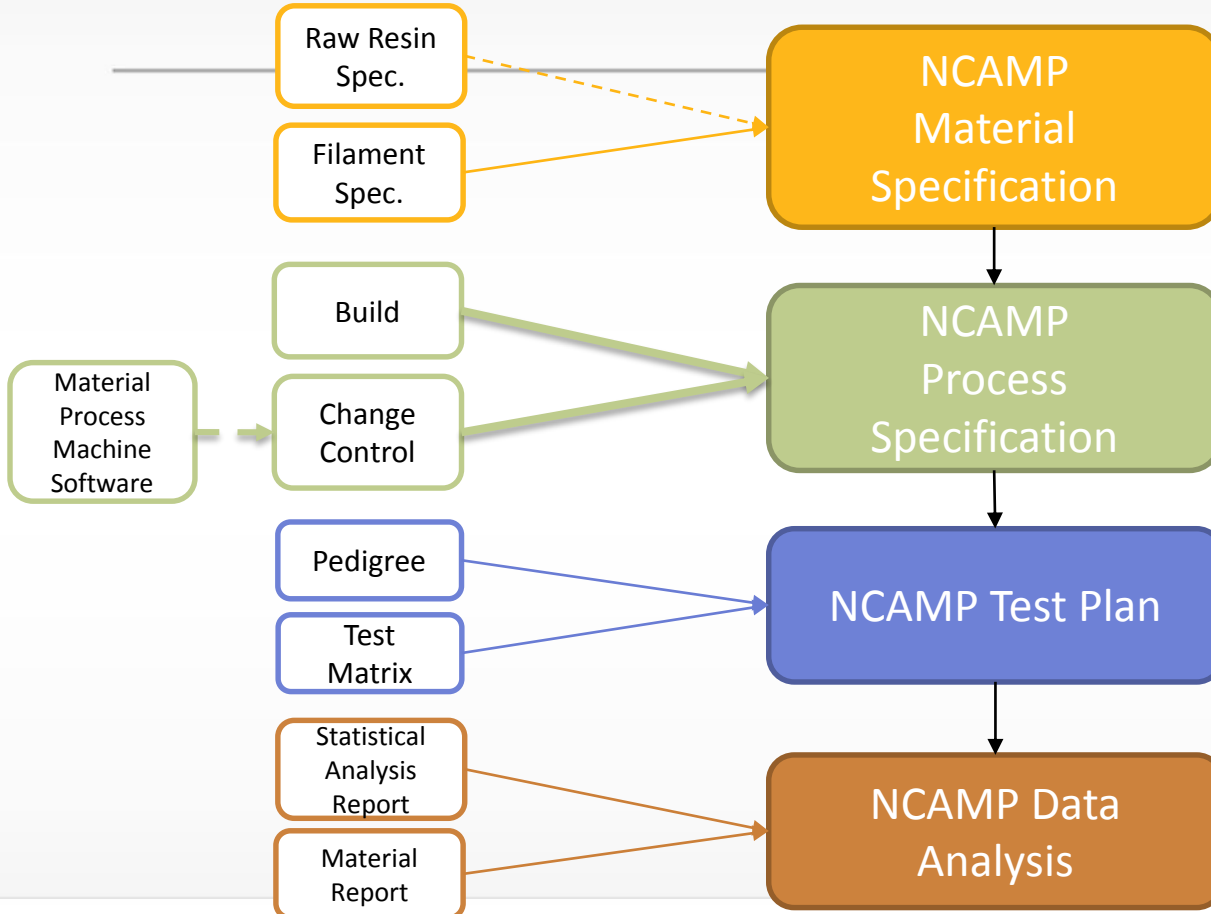 Raw Resin
Spec.
Filament
Spec.
NCAMP
Material
Specification
Build
Change
Control
Material
Process
Machine
Software
NCAMP
Process
Specification
Pedigree
Test
Matrix
NCAMP Test Plan
Statistical
Analysis
Report
Material
Report
NCAMP Data
Analysis